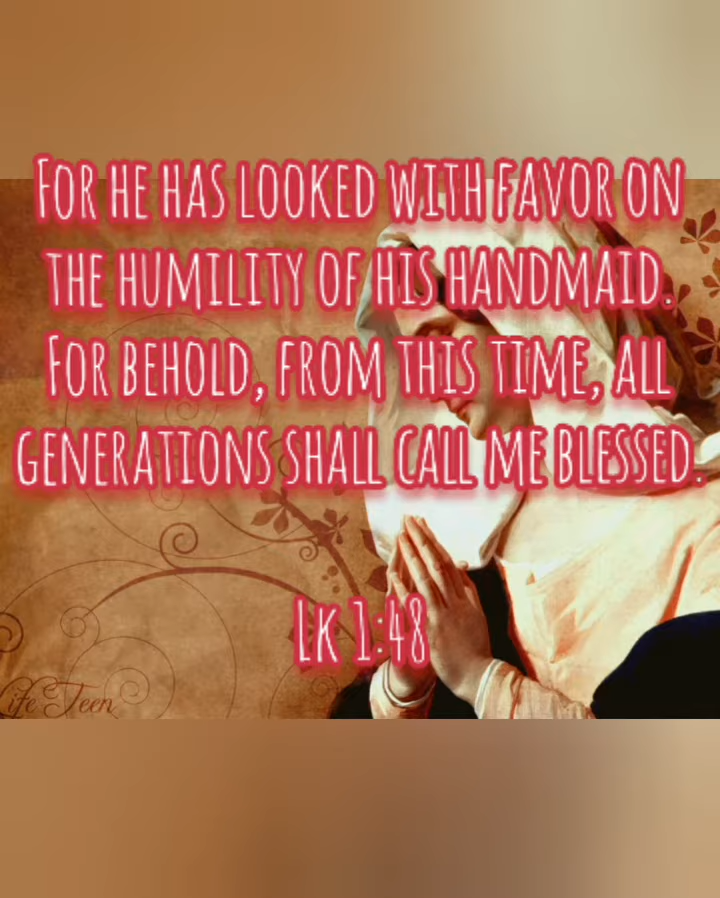 For he has looked with favor on
the humility of his handmaid.
For behold, from this time, all
generations shall call me blessed.
Lk 1:48
Life Teen